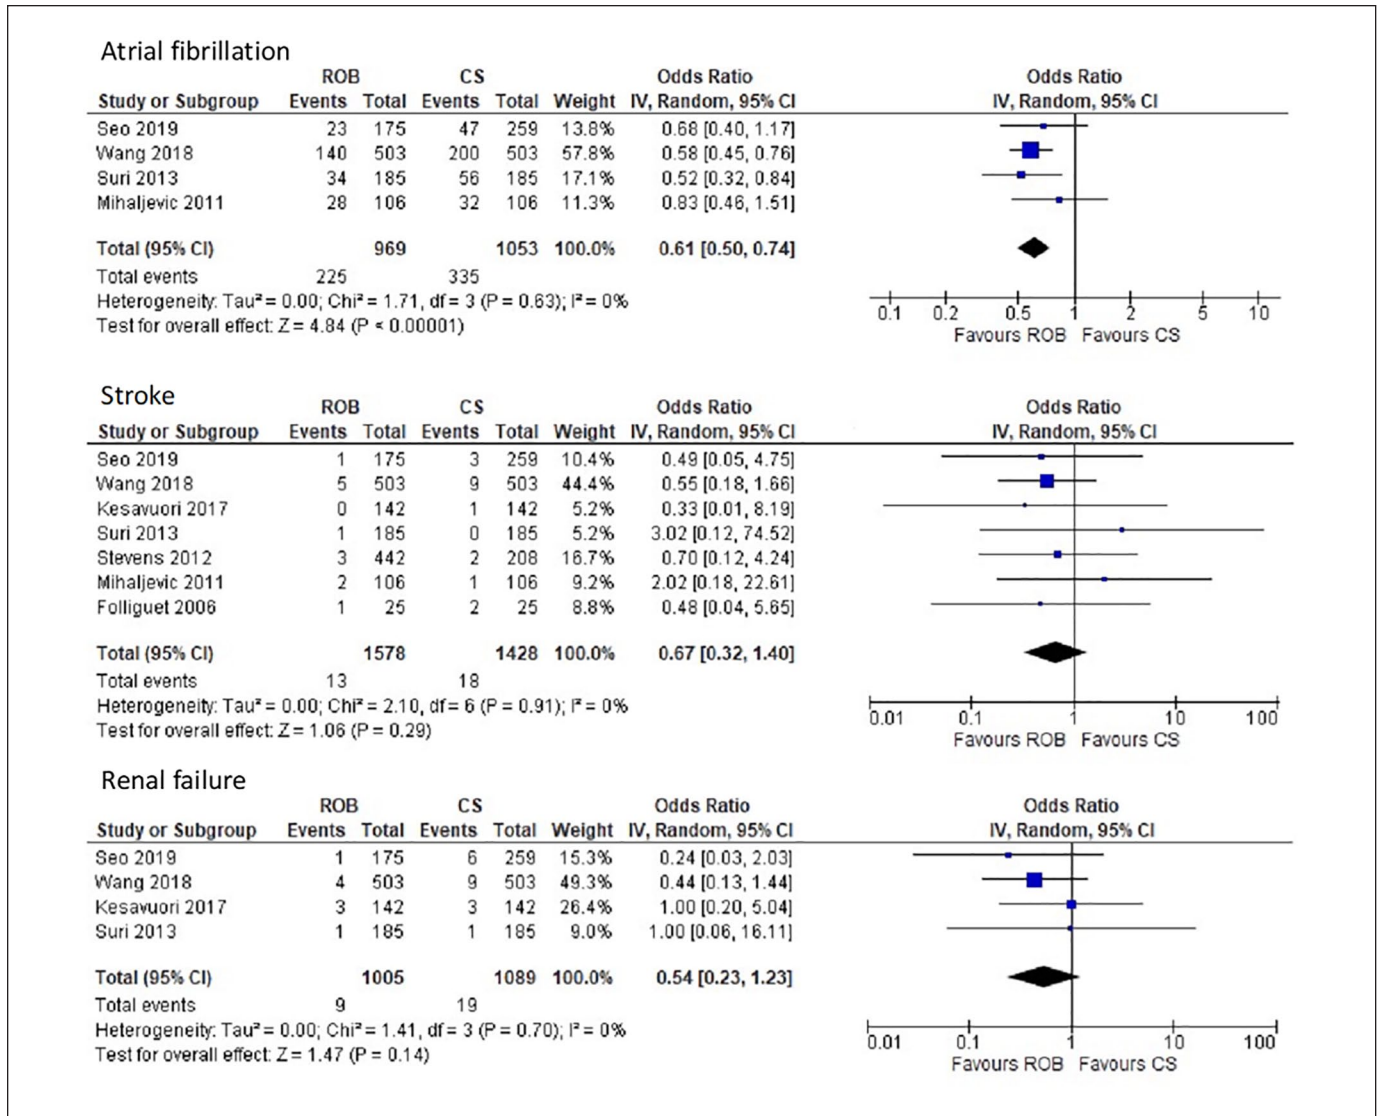 Atrial fibrillation
ROB CS Odds Ratio Odds Ratio
Study or Subgroup Events Total Events Total Weight IV, Random, 95% CI IV, Random, 95% CI
Seo 2019 23 175 47 259 13.8% 0.68 [0.40, 1.17]
Wang 2018 140 503 200 503 57.8% 0.58 [0.45, 0.76]
Suri 2013 34 185 56 185 17.1% 0.52 [0.32, 0.84]
Mihaljevic 2011 28 106 32 106 11.3% 0.83 [0.46, 1.51]
Total (95% CI) 969 1053 100.0% 0.61 [0.50, 0.74]
Total events 225 335
Heterogeneity: Tau² = 0.00; Chi² = 1.71, df = 3 (P = 0.63); I² = 0%
Test for overall effect: Z = 4.84 (P < 0.00001)
0.1 0.2 0.5 1 2 5 10
Favours ROB Favours CS
Stroke
ROB CS Odds Ratio Odds Ratio
Study or Subgroup Events Total Events Total Weight IV, Random, 95% CI IV, Random, 95% CI
Seo 2019 1 175 3 259 10.4% 0.49 [0.05, 4.75]
Wang 2018 5 503 9 503 44.4% 0.55 [0.18, 1.66]
Kesavuori 2017 0 142 1 142 5.2% 0.33 [0.01, 8.19]
Suri 2013 1 185 0 185 5.2% 3.02 [0.12, 74.52]
Stevens 2012 3 442 2 208 16.7% 0.70 [0.12, 4.24]
Mihaljevic 2011 2 106 1 106 9.2% 2.02 [0.18, 22.61]
Folliguet 2006 1 25 2 25 8.8% 0.48 [0.04, 5.65]
Total (95% CI) 1578 1428 100.0% 0.67 [0.32, 1.40]
Total events 13 18
Heterogeneity: Tau² = 0.00; Chi² = 2.10, df = 6 (P = 0.91); I² = 0%
Test for overall effect: Z = 1.06 (P = 0.29)
0.01 0.1 1 10 100
Favours ROB Favours CS
Renal failure
ROB CS Odds Ratio Odds Ratio
Study or Subgroup Events Total Events Total Weight IV, Random, 95% CI IV, Random, 95% CI
Seo 2019 1 175 6 259 15.3% 0.24 [0.03, 2.03]
Wang 2018 4 503 9 503 49.3% 0.44 [0.13, 1.44]
Kesavuori 2017 3 142 3 142 26.4% 1.00 [0.20, 5.04]
Suri 2013 1 185 1 185 9.0% 1.00 [0.06, 16.11]
Total (95% CI) 1005 1089 100.0% 0.54 [0.23, 1.23]
Total events 9 19
Heterogeneity: Tau² = 0.00; Chi² = 1.41, df = 3 (P = 0.70); I² = 0%
Test for overall effect: Z = 1.47 (P = 0.14)
0.01 0.1 1 10 100
Favours ROB Favours CS